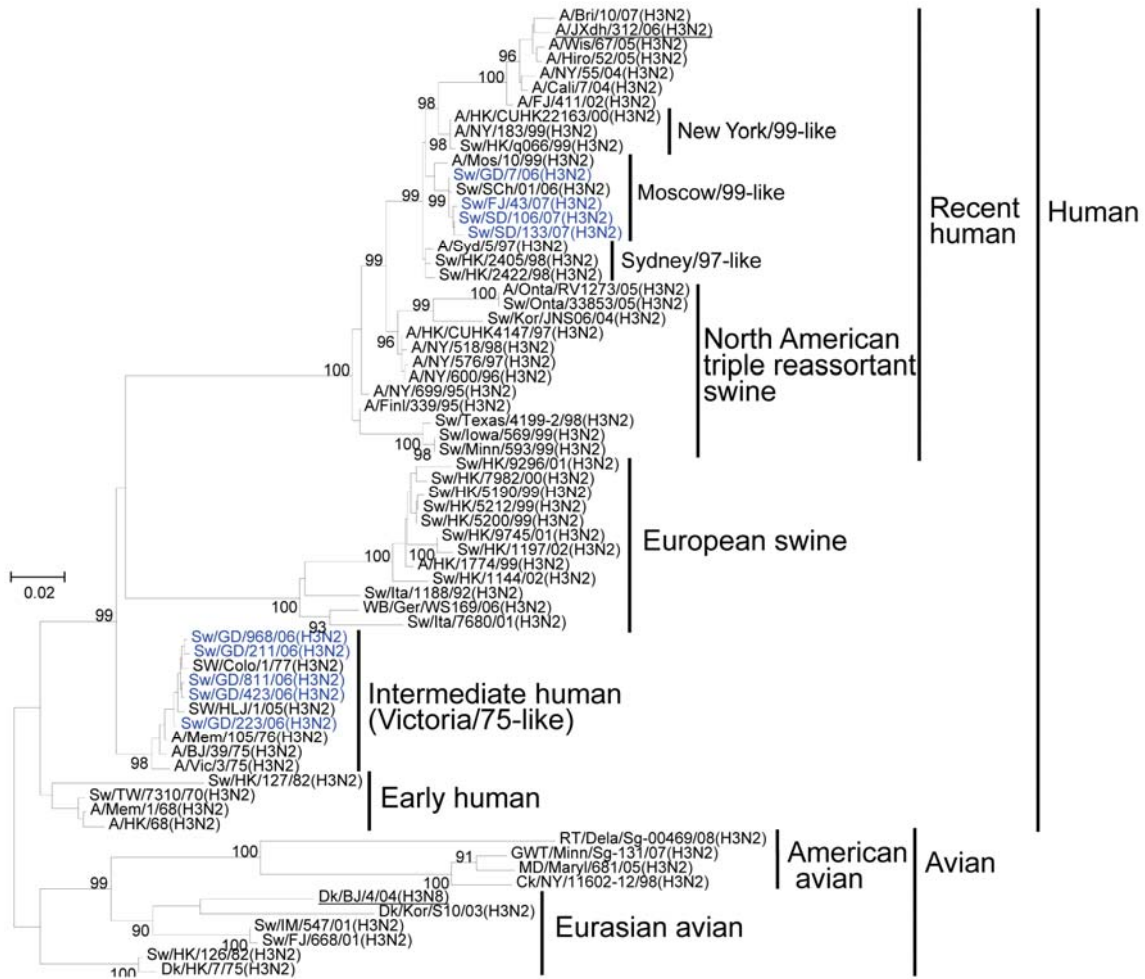 A/Bri/10/07(H3N2)
A/JXdh/312/06(H3N2)
A/Wis/67/05(H3N2)
96
A/Hiro/52/05(H3N2)
A/NY/55/04(H3N2)
100
A/Cali/7/04(H3N2)
A/FJ/411/02(H3N2)
98
A/HK/CUHK22163/00(H3N2)
A/NY/183/99(H3N2)
New York/99-like
98
Sw/HK/q066/99(H3N2)
A/Mos/10/99(H3N2)
Sw/GD/7/06(H3N2)
Sw/SCh/01/06(H3N2)
Moscow/99-like
99
99
Sw/FJ/43/07(H3N2)
Sw/SD/106/07(H3N2)
Sw/SD/133/07(H3N2)
Recent
human
Human
A/Syd/5/97(H3N2)
Sw/HK/2405/98(H3N2)
Sydney/97-like
99
Sw/HK/2422/98(H3N2)
100
A/Onta/RV1273/05(H3N2)
99
Sw/Onta/33853/05(H3N2)
Sw/Kor/JNS06/04(H3N2)
A/HK/CUHK4147/97(H3N2)
96
A/NY/518/98(H3N2)
A/NY/576/97(H3N2)
North American
triple reassortant
swine
100
A/NY/600/96(H3N2)
A/NY/699/95(H3N2)
A/Finl/339/95(H3N2)
Sw/Texas/4199-2/98(H3N2)
Sw/Iowa/569/99(H3N2)
100
Sw/Minn/593/99(H3N2)
98
Sw/HK/9296/01(H3N2)
Sw/HK/7982/00(H3N2)
Sw/HK/5190/99(H3N2)
Sw/HK/5212/99(H3N2)
Sw/HK/5200/99(H3N2)
Sw/HK/9745/01(H3N2)
European swine
100
100
Sw/HK/1197/02(H3N2)
A/HK/1774/99(H3N2)
Sw/HK/1144/02(H3N2)
0.02
Sw/Ita/1188/92(H3N2)
100
WB/Ger/WS169/06(H3N2)
99
93
Sw/Ita/7680/01(H3N2)
Sw/GD/968/06(H3N2)
Sw/GD/211/06(H3N2)
SW/Colo/1/77(H3N2)
Sw/GD/811/06(H3N2)
Sw/GD/423/06(H3N2)
Intermediate human
(Victoria/75-like)
SW/HLJ/1/05(H3N2)
Sw/GD/223/06(H3N2)
A/Mem/105/76(H3N2)
A/BJ/39/75(H3N2)
98
A/Vic/3/75(H3N2)
Sw/HK/127/82(H3N2)
Sw/TW/7310/70(H3N2)
Early human
A/Mem/1/68(H3N2)
A/HK/68(H3N2)
RT/Dela/Sg-00469/08(H3N2)
100
GWT/Minn/Sg-131/07(H3N2)
91
MD/Maryl/681/05(H3N2)
American
avian
Avian
99
100
Ck/NY/11602-12/98(H3N2)
Dk/BJ/4/04(H3N8)
Dk/Kor/S10/03(H3N2)
90
Sw/IM/547/01(H3N2)
Eurasian avian
100
Sw/FJ/668/01(H3N2)
Sw/HK/126/82(H3N2)
100
Dk/HK/7/75(H3N2)